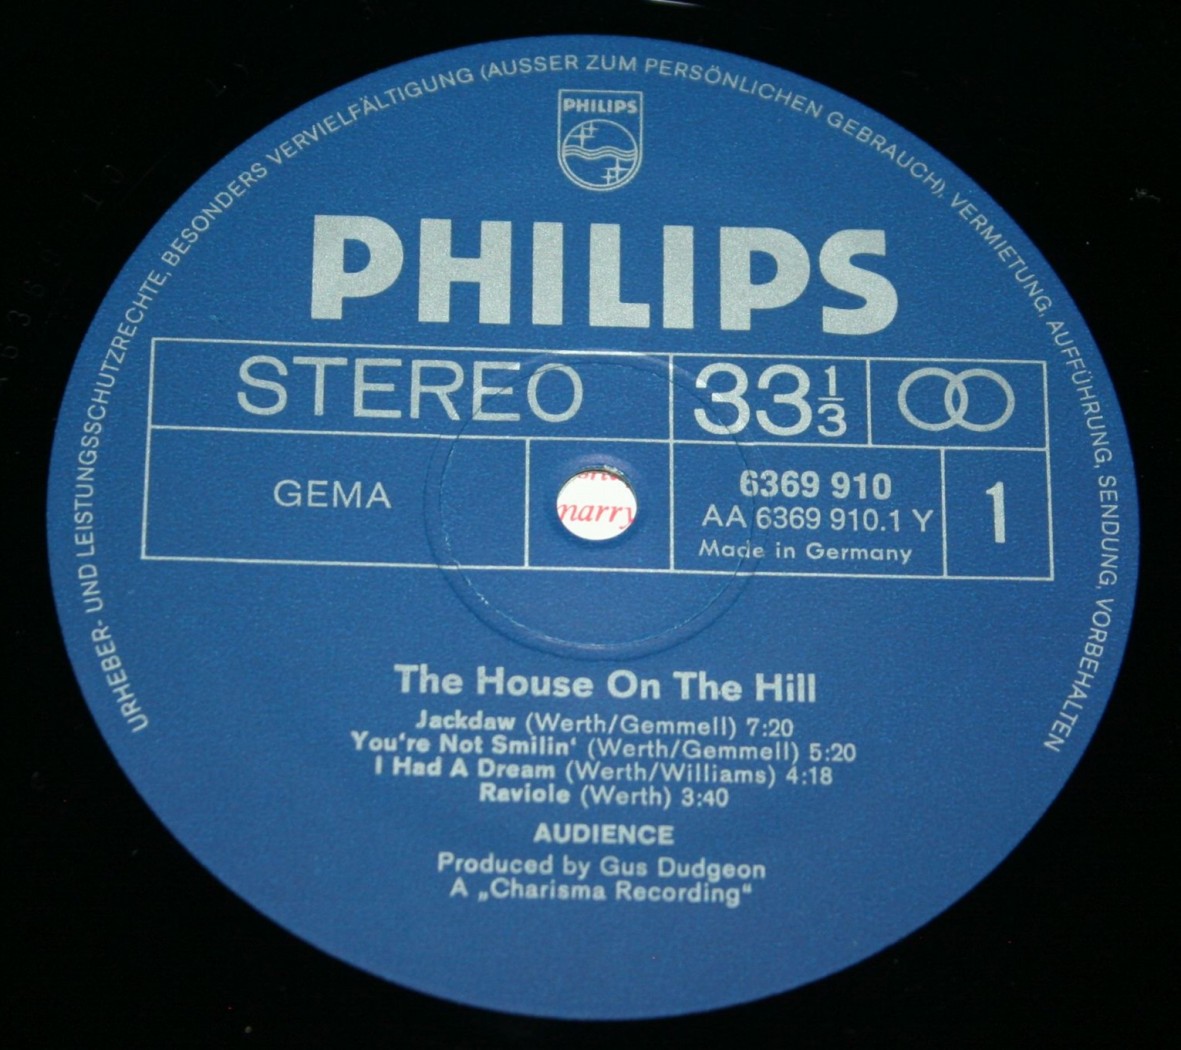 URHEBER- UND LEISTUNGSSCHUTZRECHTE, BESONDERS VERVIELFÄLTIGUNG (AUSSER ZUM PERSÖNLICHEN GEBRAUCH), VERMIETUNG, AUFFÜHRUNG, SENDUNG, VORBEHALTEN
PHILIPS
PHILIPS
STEREO 33 1/3
GEMA
6369 910
AA 6369 910.1 Y
Made in Germany
1
narry
The House On The Hill
Jackdaw (Werth/Gemmell) 7:20
You're Not Smilin' (Werth/Gemmell) 5:20
I Had A Dream (Werth/Williams) 4:18
Raviole (Werth) 3:40
AUDIENCE
Produced by Gus Dudgeon
A „Charisma Recording“